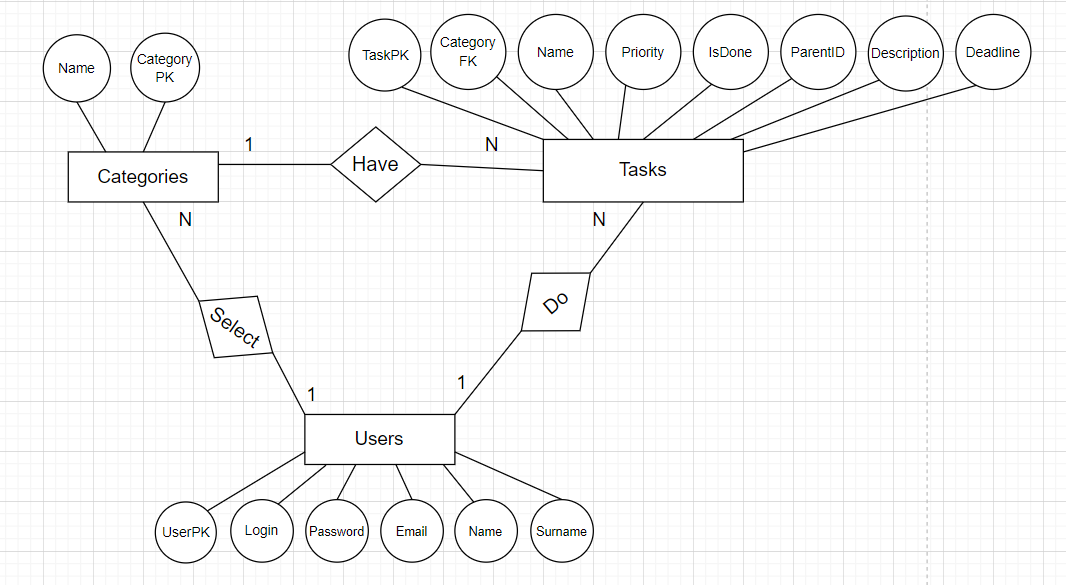 Name
Category
PK
TaskPK
Category
FK
Name
Priority
IsDone
ParentID
Description
Deadline
1
N
Categories
Have
Tasks
N
N
Select
Do
1
1
Users
UserPK
Login
Password
Email
Name
Surname